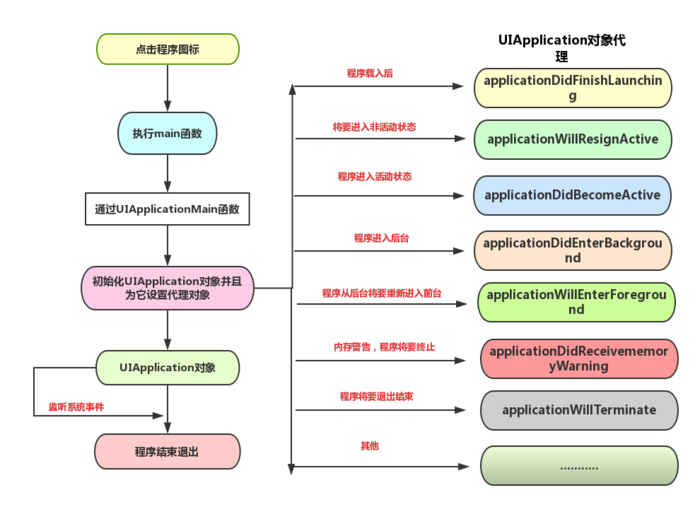 点击程序图标
执行main函数
通过UIApplicationMain函数
初始化UIApplication对象并且
为它设置代理对象
UIApplication对象
监听系统事件
程序结束退出
UIApplication对象代
理
程序载入后
applicationDidFinishLaunchin
g
将要进入非活动状态
applicationWillResignActive
程序进入活动状态
applicationDidBecomeActive
程序进入后台
applicationDidEnterBackgrou
nd
程序从后台将要重新进入前台
applicationWillEnterForegrou
nd
内存警告，程序将要终止
applicationDidReceivememor
yWarning
程序将要退出结束
applicationWillTerminate
其他
...........